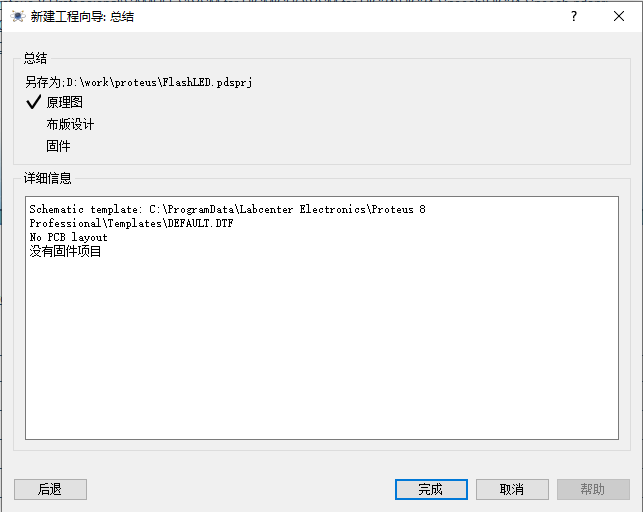 新建工程向导: 总结
?
总结
另存为;D:\work\proteus\FlashLED.pdsprj
原理图
布版设计
固件
详细信息
Schematic template: C:\ProgramData\Labcenter Electronics\Proteus 8
Professional\Templates\DEFAULT.DTF
No PCB layout
没有固件项目
后退
完成
取消
帮助